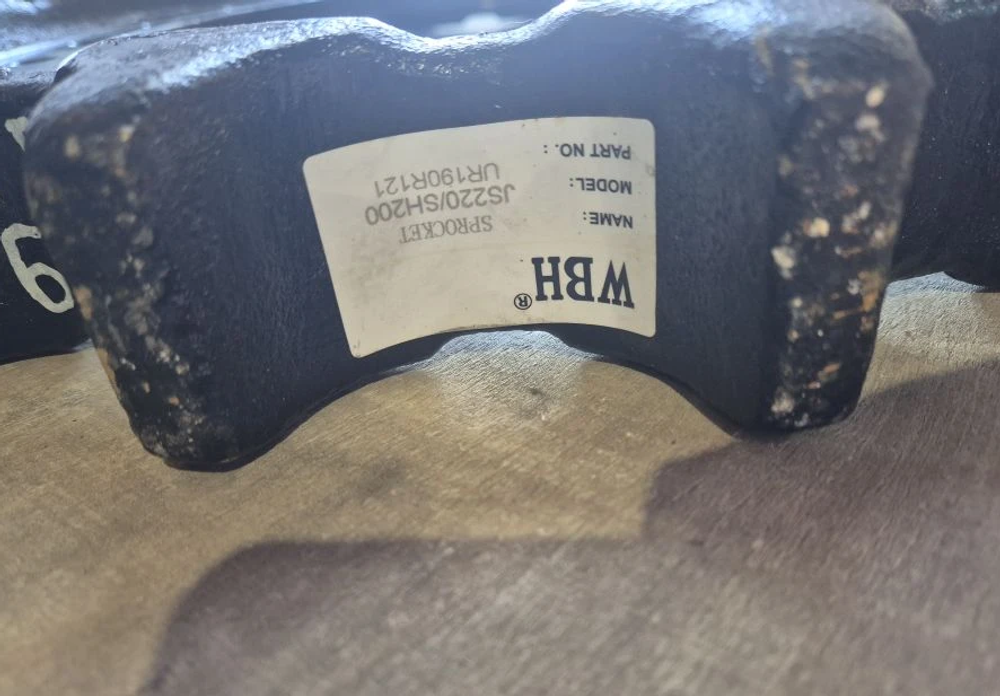 WBH®
NAME: SPROCKET
MODEL: JS220/SH200
PART NO. : UR190R121